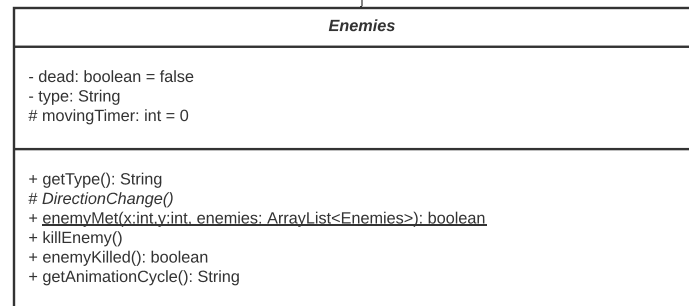 Enemies
- dead: boolean = false
- type: String
# movingTimer: int = 0
+ getType(): String
# DirectionChange()
+ enemyMet(x:int,y:int, enemies: ArrayList<Enemies>): boolean
+ killEnemy()
+ enemyKilled(): boolean
+ getAnimationCycle(): String